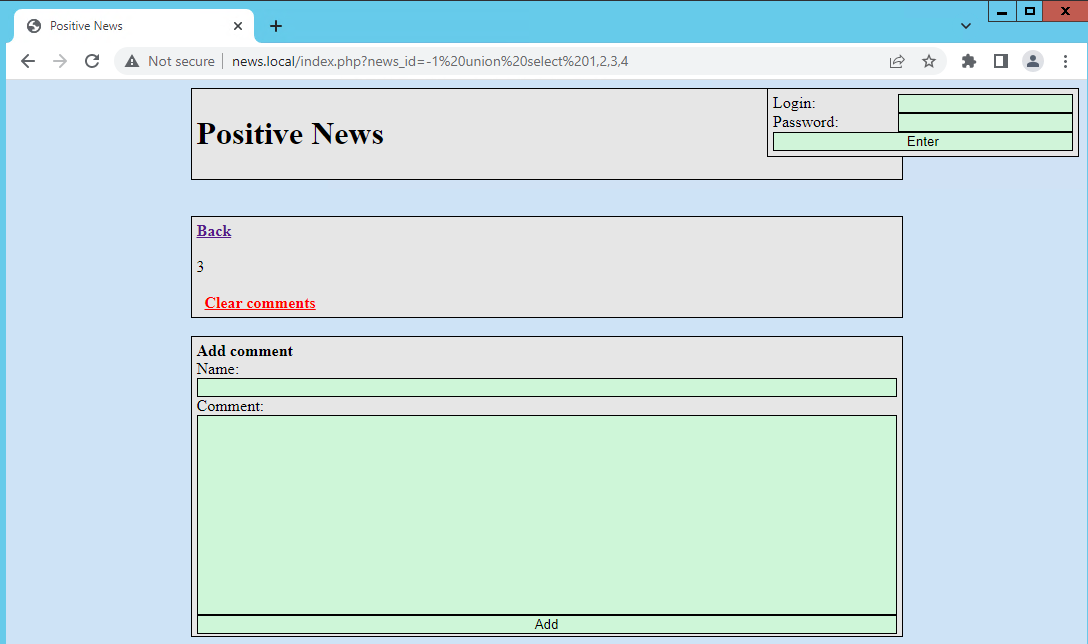 Positive News
Not secure news.local/index.php?news_id=-1%20union%20select%201,2,3,4
Login:
Password:
Enter
Positive News
Back
3
Clear comments
Add comment
Name:
Comment:
Add